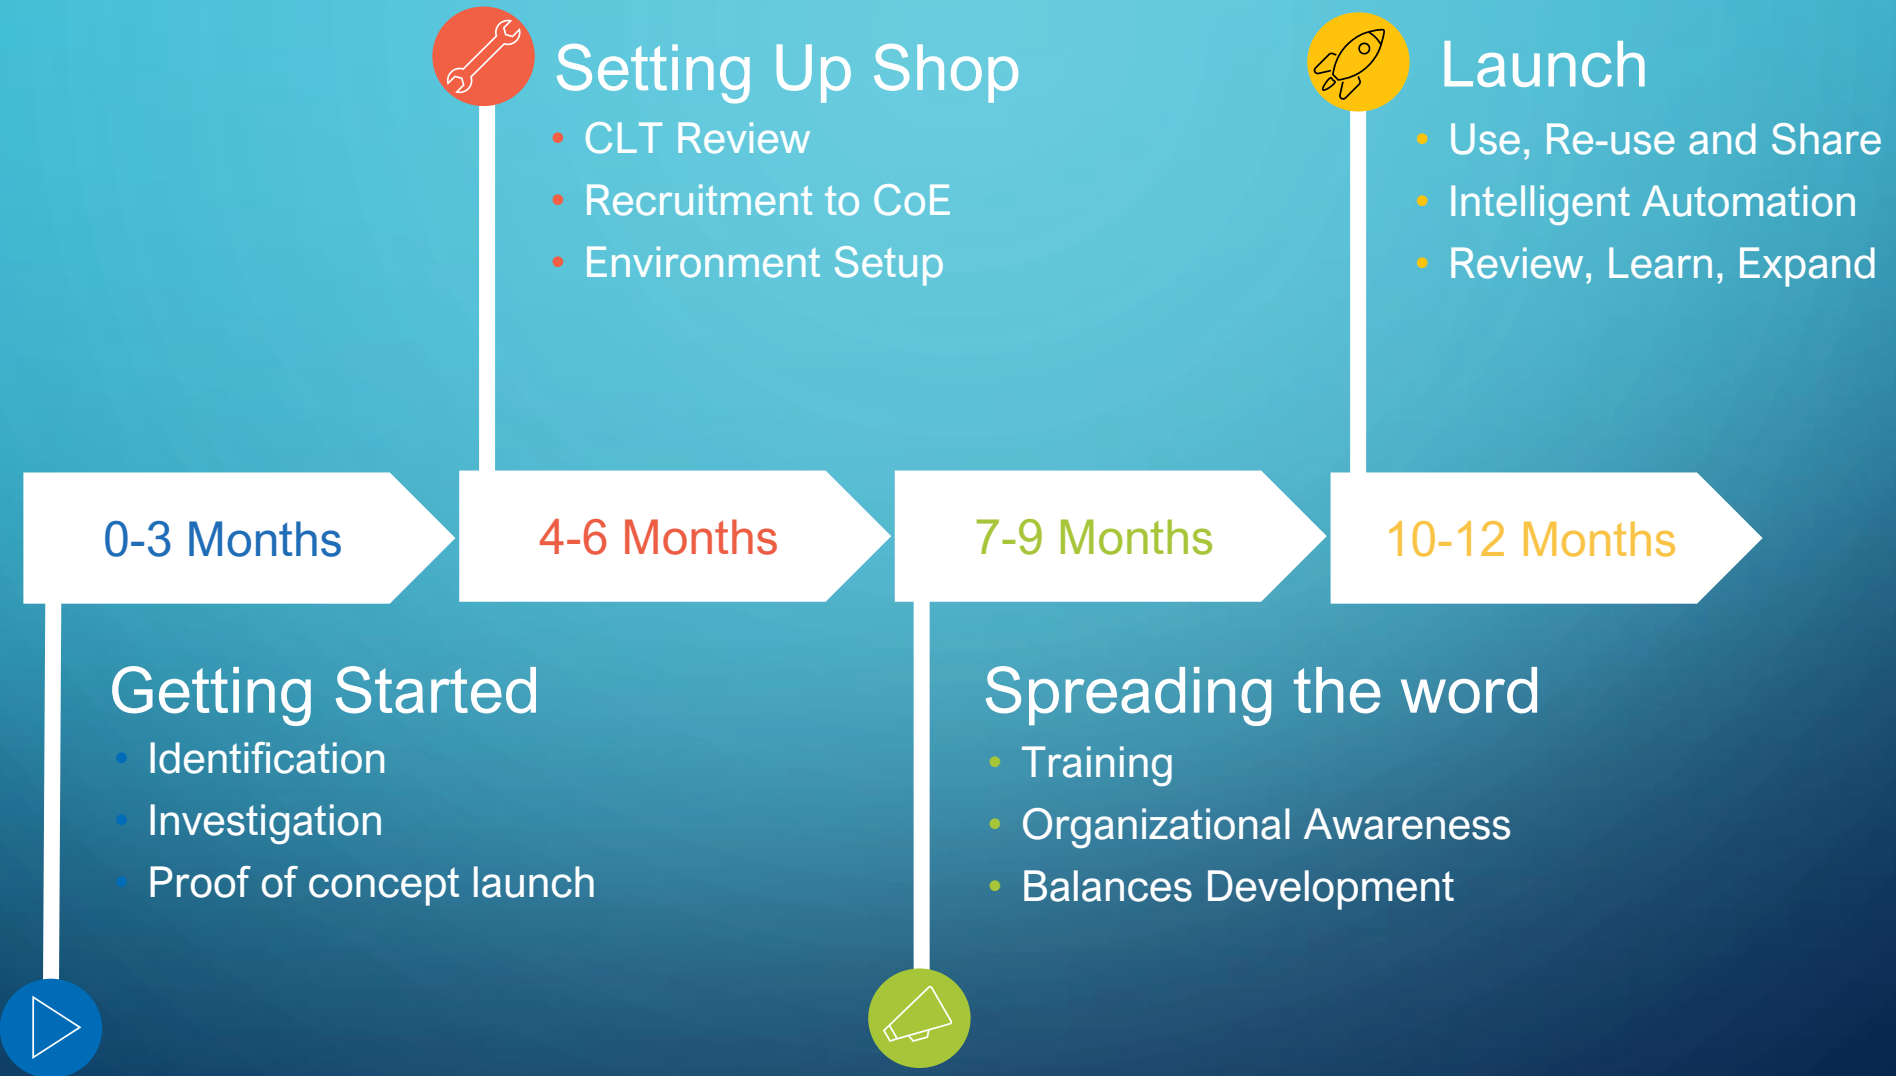 Setting Up Shop
• CLT Review
• Recruitment to CoE
• Environment Setup
Launch
• Use, Re-use and Share
• Intelligent Automation
• Review, Learn, Expand
0-3 Months
4-6 Months
7-9 Months
10-12 Months
Getting Started
• Identification
• Investigation
• Proof of concept launch
Spreading the word
• Training
• Organizational Awareness
• Balances Development